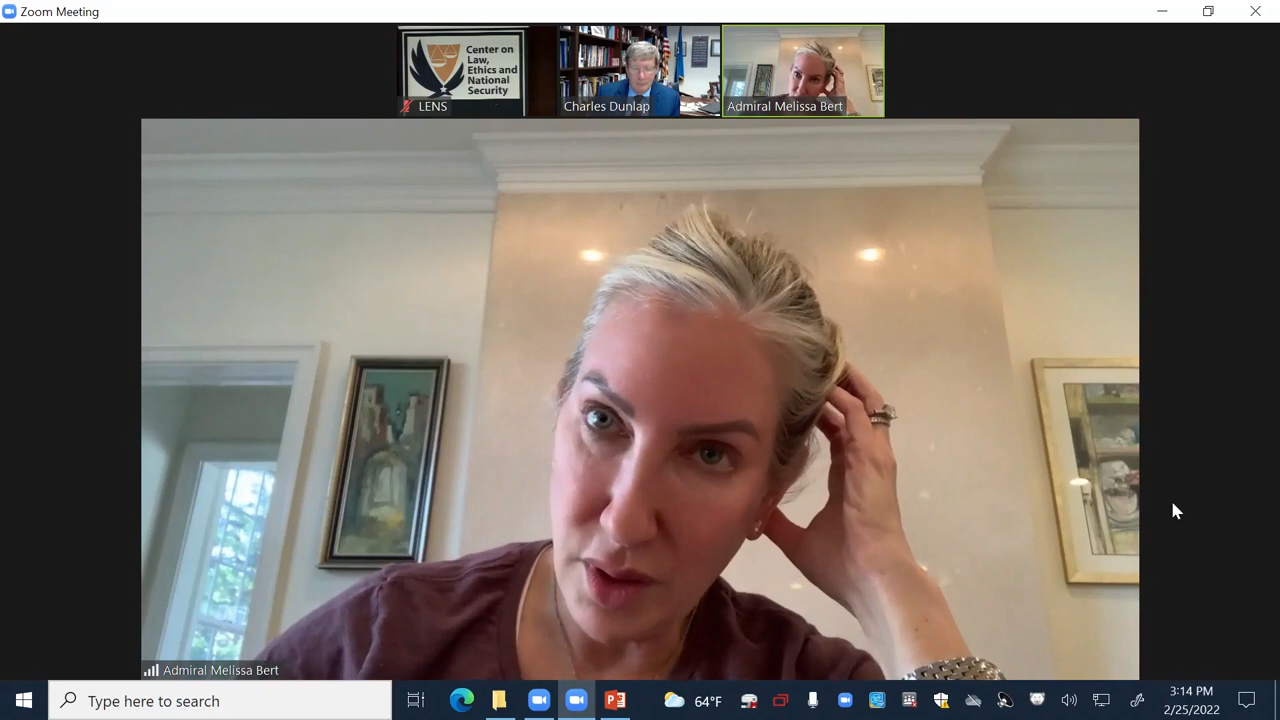 Zoom Meeting
Center on
Law,
Ethics and
National
Security
LENS
Charles Dunlap
Admiral Melissa Bert
Admiral Melissa Bert
Type here to search
64°F
3:14 PM
2/25/2022